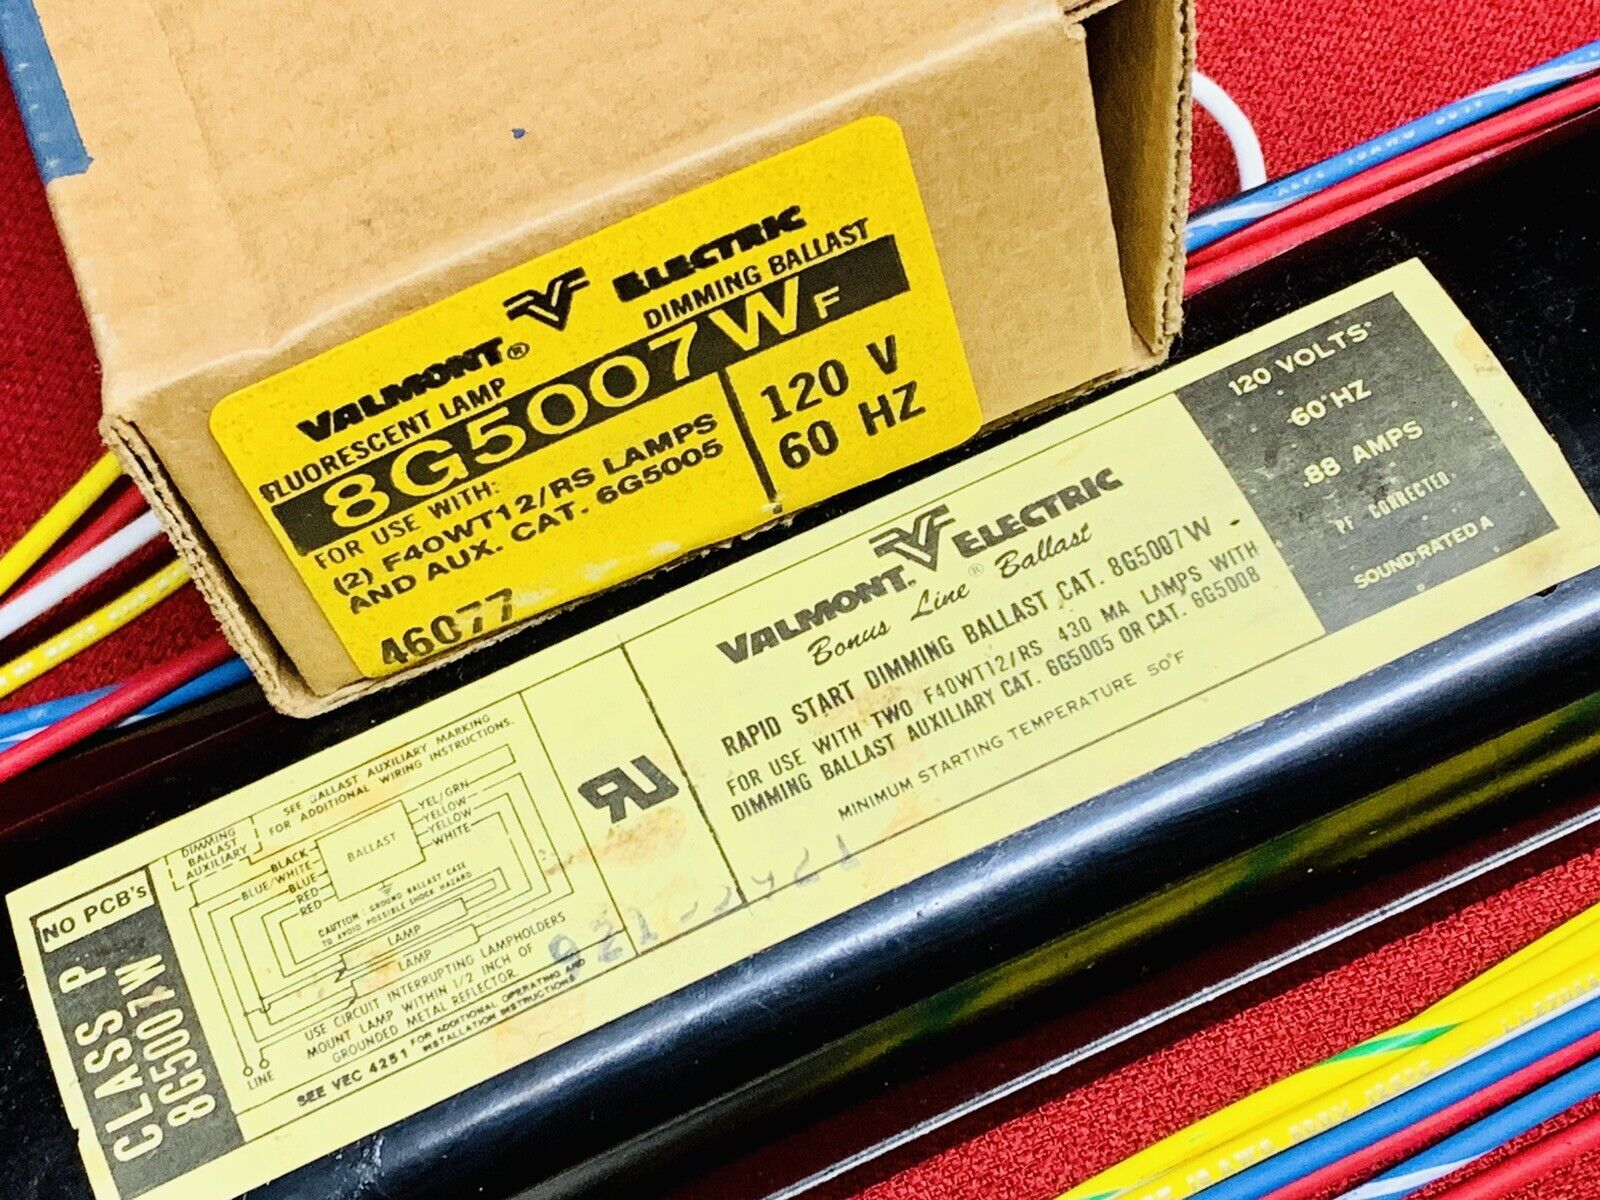 VALMONT® VF ELECTRIC
FLUORESCENT LAMP DIMMING BALLAST
8G5007WF
FOR USE WITH:
(2) F40WT12/RS LAMPS
AND AUX. CAT. 6G5005
120 V
60 HZ
46077
NO PCB's
CLASS P
8G5007W
DIMMING
BALLAST
AUXILIARY
SEE BALLAST AUXILIARY MARKING
FOR ADDITIONAL WIRING INSTRUCTIONS.
BLACK
BLUE/WHITE
BLUE
RED
RED
BALLAST
YEL/GRN
YELLOW
YELLOW
WHITE
CAUTION - GROUND BALLAST CASE
TO AVOID POSSIBLE SHOCK HAZARD
LAMP
LAMP
LINE
USE CIRCUIT INTERRUPTING LAMPHOLDERS
MOUNT LAMP WITHIN 1/2 INCH OF
GROUNDED METAL REFLECTOR.
SEE VEC 4251 FOR ADDITIONAL OPERATING AND
INSTALLATION INSTRUCTIONS
RU
VALMONT® VF ELECTRIC
Bonus Line® Ballast
RAPID START DIMMING BALLAST CAT. 8G5007W
FOR USE WITH TWO F40WT12/RS 430 MA LAMPS WITH
DIMMING BALLAST AUXILIARY CAT. 6G5005 OR CAT. 6G5008
MINIMUM STARTING TEMPERATURE 50°F
120 VOLTS
60 HZ
.88 AMPS
PF CORRECTED
SOUND RATED A